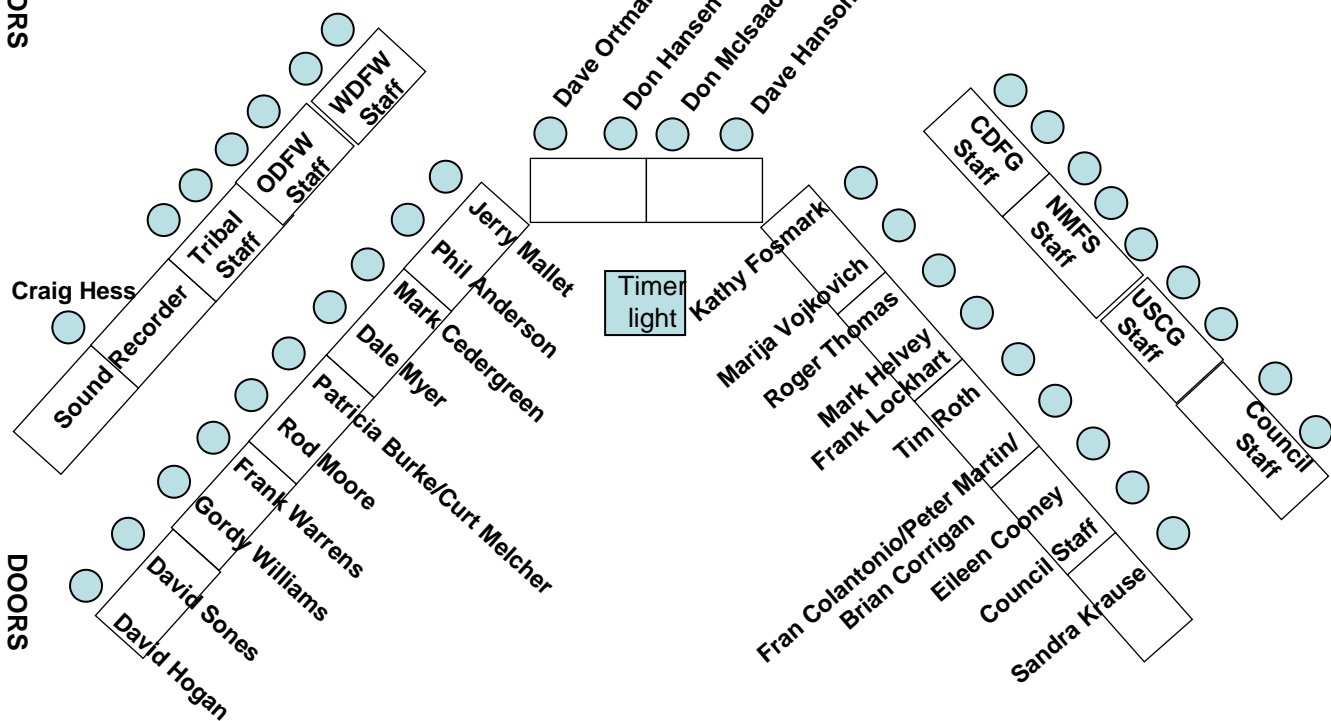 DOORS
WDFW
Staff
ODFW
Staff
Tribal
Staff
Craig Hess
Sound Recorder
Dave Ortman
Don Hansen
Don McIsaac
Dave Hanson
CDFG
Staff
NMFS
Staff
USCG
Staff
Council
Staff
Timer
light
Jerry Mallet
Phil Anderson
Mark Cedergreen
Dale Myer
Patricia Burke/Curt Melcher
Rod Moore
Frank Warrens
Gordy Williams
David Sones
David Hogan
Kathy Fosmark
Marija Vojkovich
Roger Thomas
Mark Helvey
Frank Lockhart
Tim Roth
Fran Colantonio/Peter Martin/
Brian Corrigan
Eileen Cooney
Council Staff
Sandra Krause
DOORS